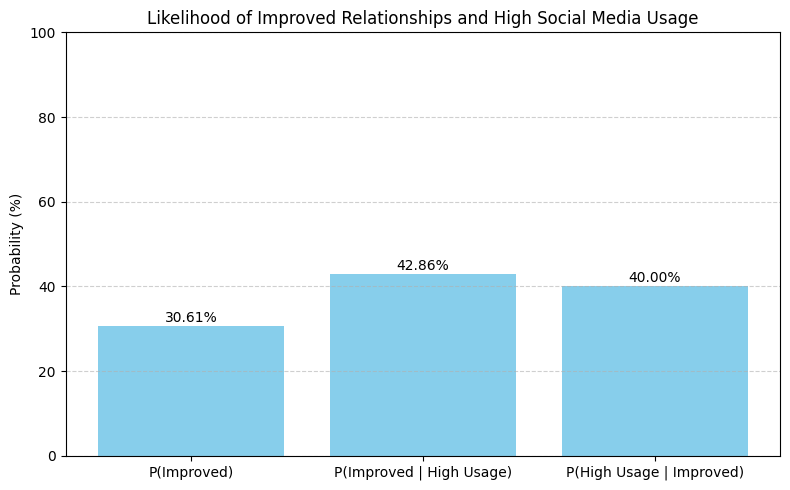 Likelihood of Improved Relationships and High Social Media Usage
Probability (%)
100
80
60
40
20
0
30.61%
42.86%
40.00%
P(Improved)
P(Improved | High Usage)
P(High Usage | Improved)